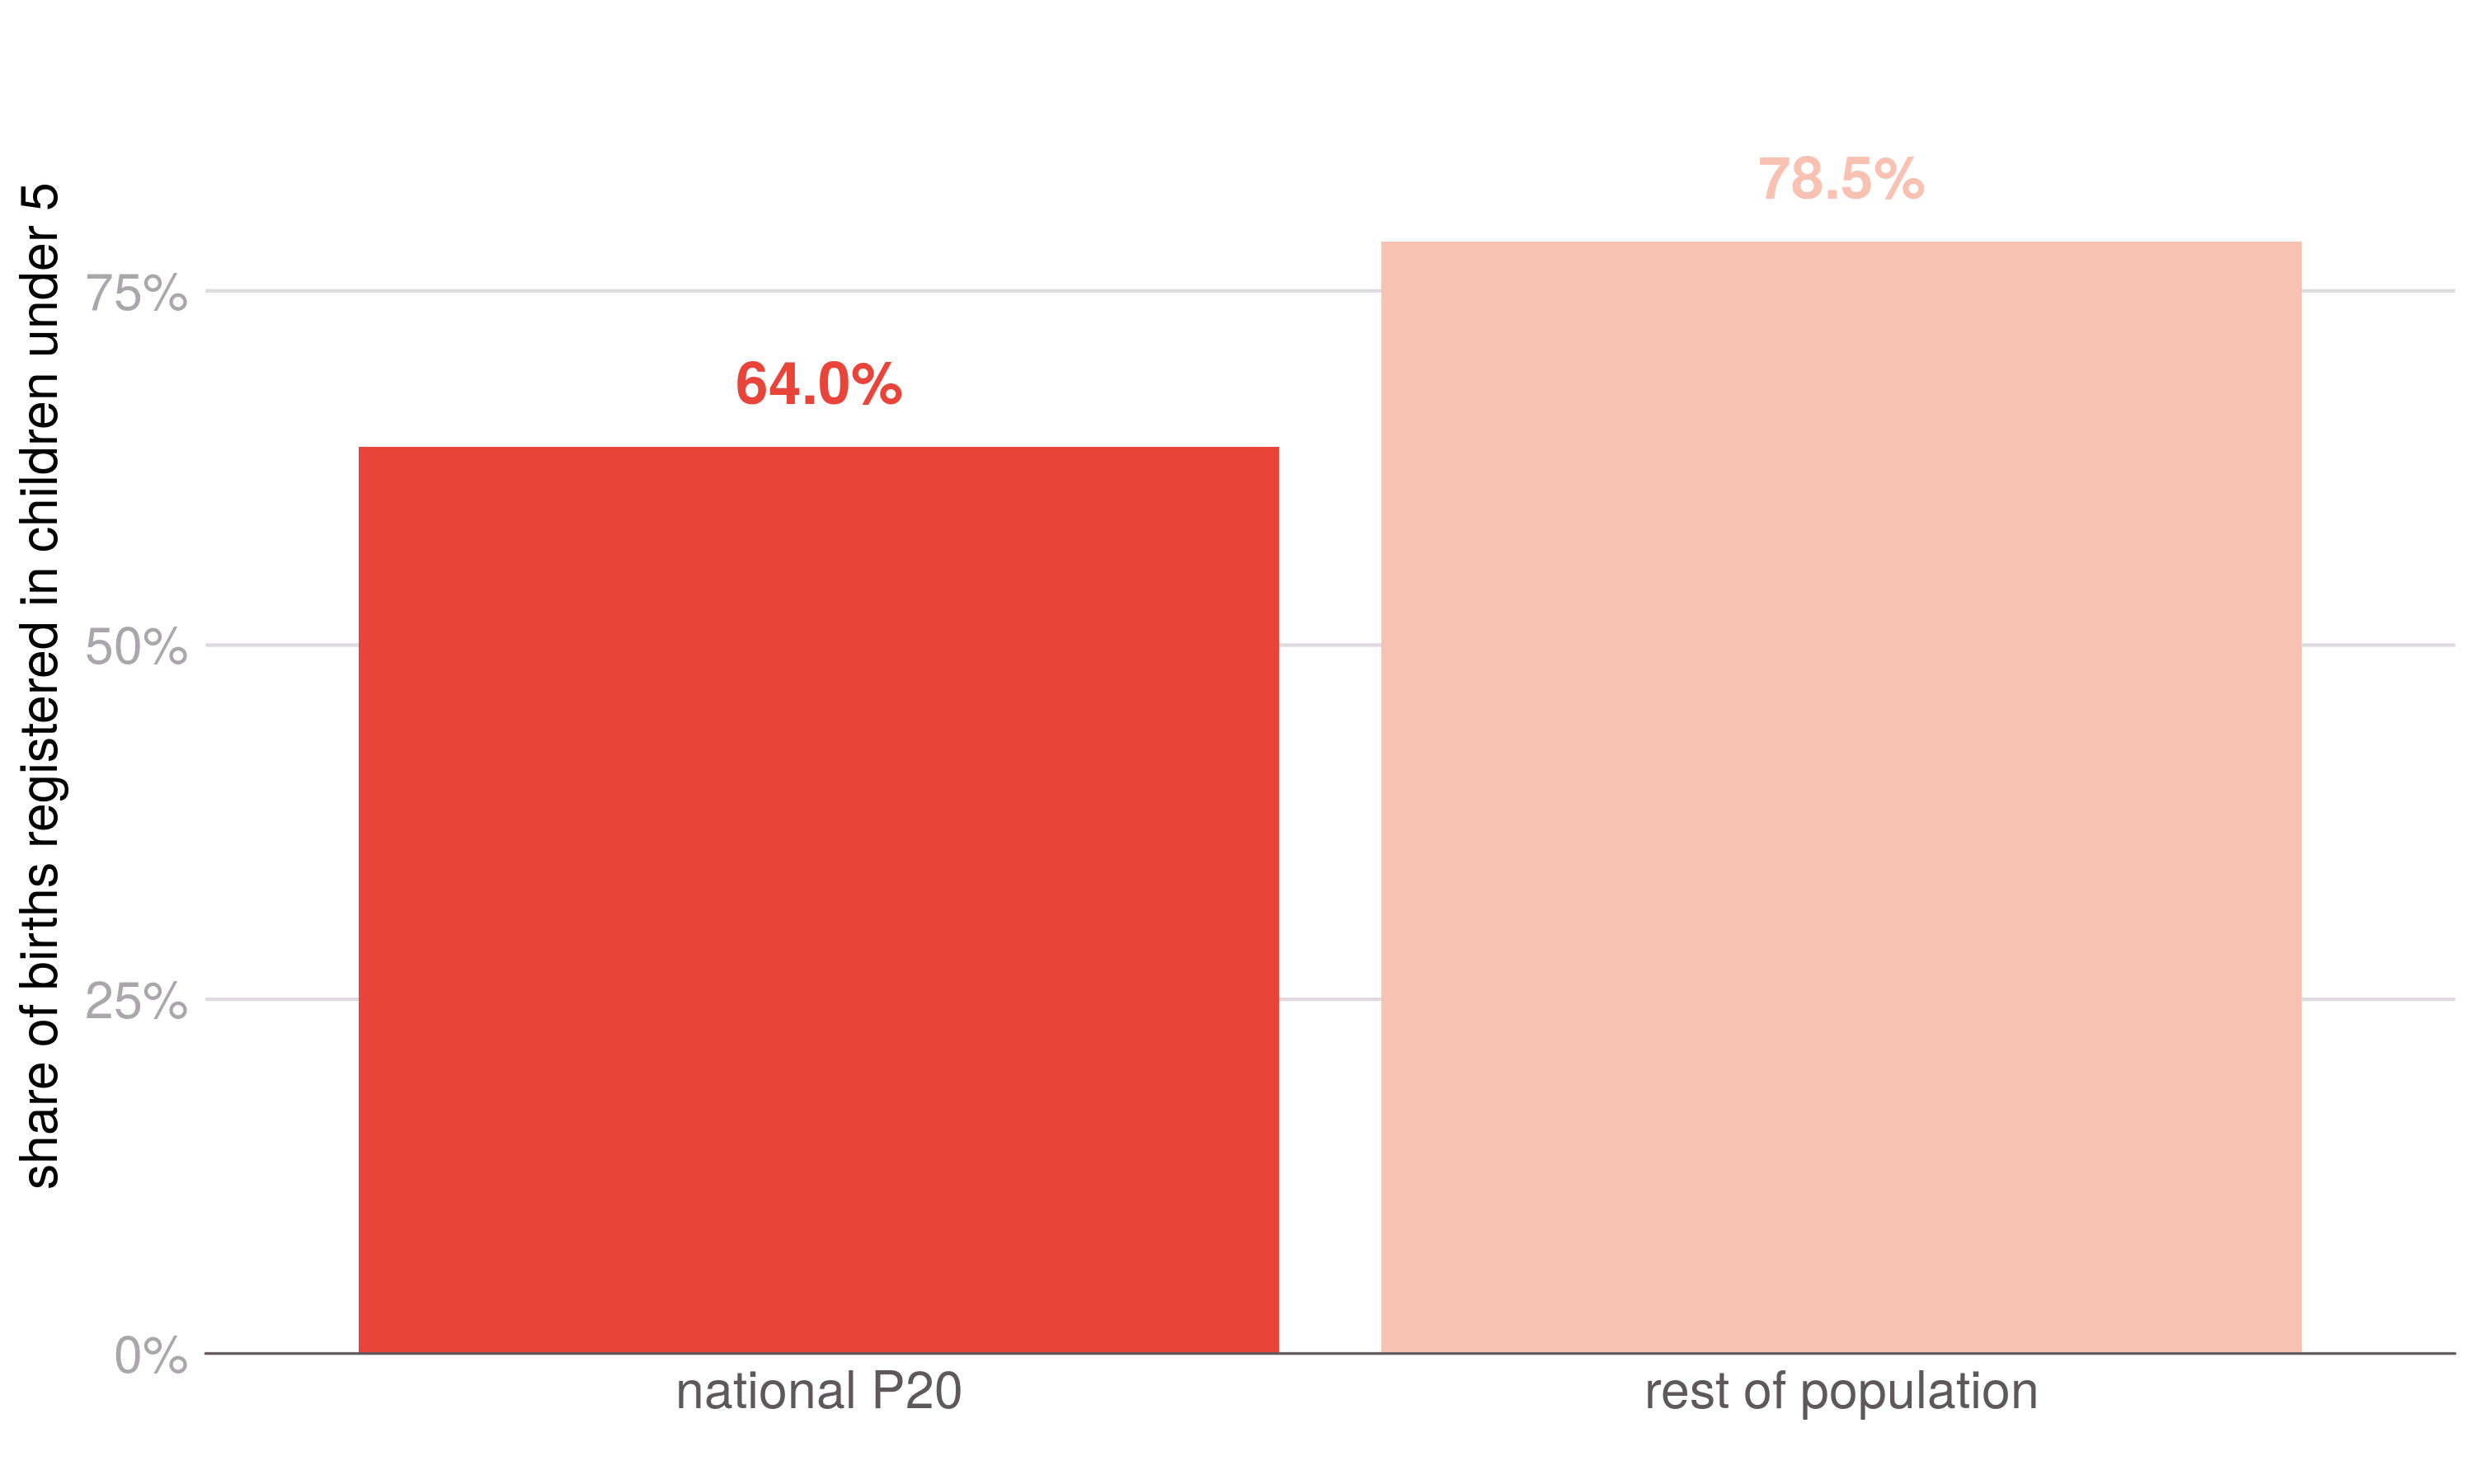 share of births registered in children under 5
78.5%
75%
64.0%
50%
25%
0%
national P20
rest of population